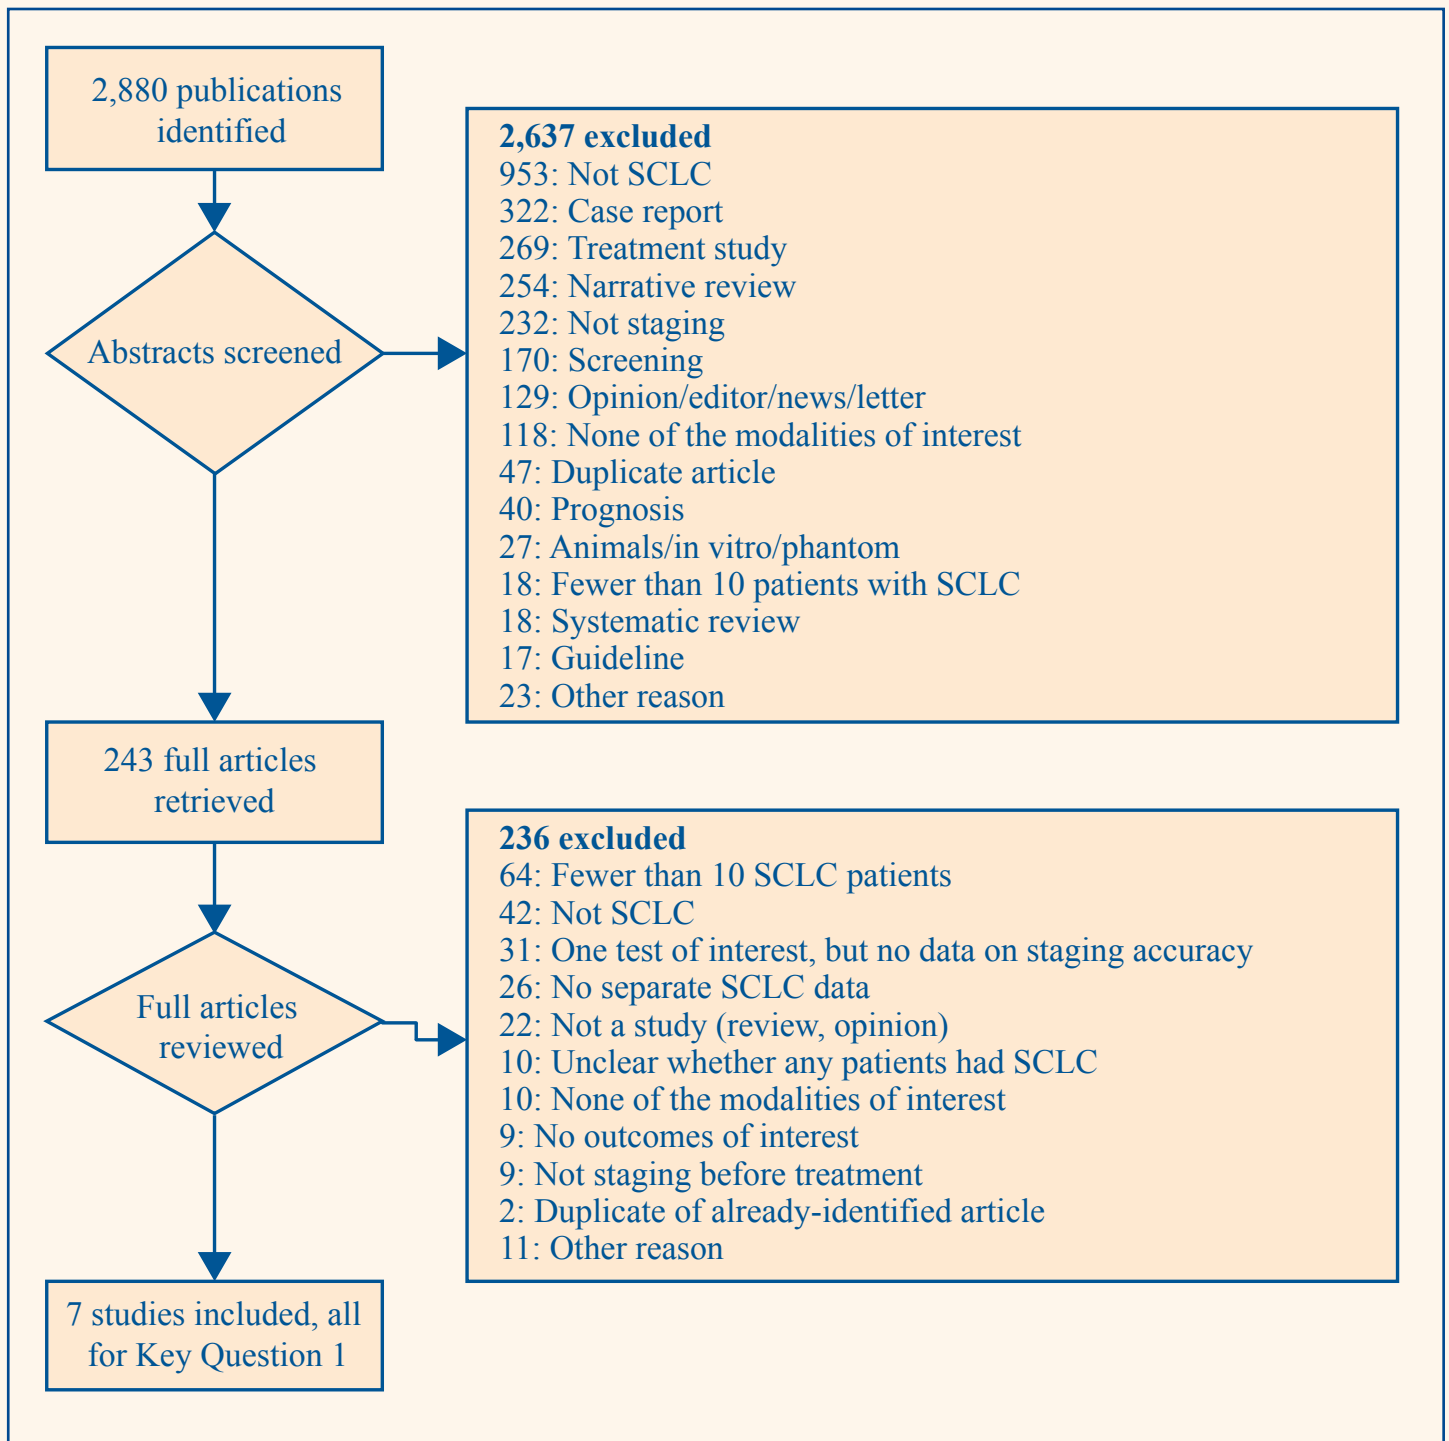 2,880 publications
identified
Abstracts screened
2,637 excluded
953: Not SCLC
322: Case report
269: Treatment study
254: Narrative review
232: Not staging
170: Screening
129: Opinion/editor/news/letter
118: None of the modalities of interest
47: Duplicate article
40: Prognosis
27: Animals/in vitro/phantom
18: Fewer than 10 patients with SCLC
18: Systematic review
17: Guideline
23: Other reason
243 full articles
retrieved
Full articles
reviewed
236 excluded
64: Fewer than 10 SCLC patients
42: Not SCLC
31: One test of interest, but no data on staging accuracy
26: No separate SCLC data
22: Not a study (review, opinion)
10: Unclear whether any patients had SCLC
10: None of the modalities of interest
9: No outcomes of interest
9: Not staging before treatment
2: Duplicate of already-identified article
11: Other reason
7 studies included, all
for Key Question 1